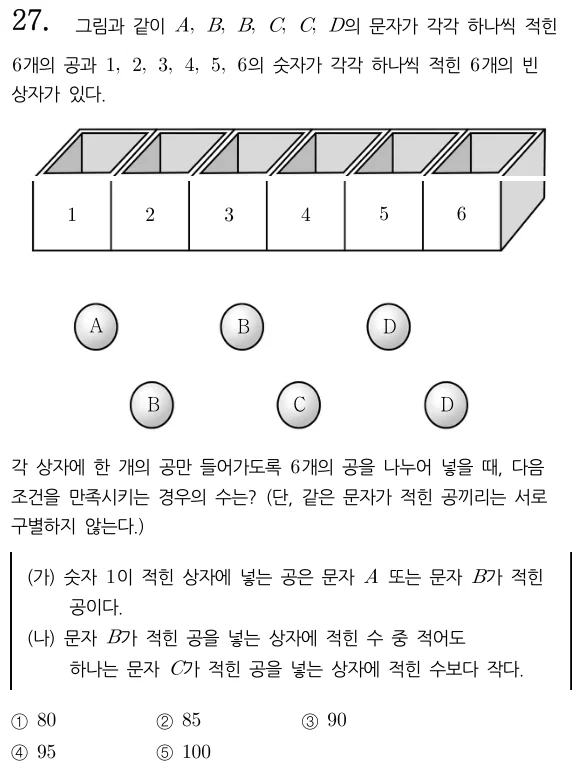 27. 그림과 같이 A, B, B, C, C, D의 문자가 각각 하나씩 적힌
6개의 공과 1, 2, 3, 4, 5, 6의 숫자가 각각 하나씩 적힌 6개의 빈
상자가 있다.
1 2 3 4 5 6
A B D
B C D
각 상자에 한 개의 공만 들어가도록 6개의 공을 나누어 넣을 때, 다음
조건을 만족시키는 경우의 수는? (단, 같은 문자가 적힌 공끼리는 서로
구별하지 않는다.)
(가) 숫자 1이 적힌 상자에 넣는 공은 문자 A 또는 문자 B가 적힌
공이다.
(나) 문자 B가 적힌 공을 넣는 상자에 적힌 수 중 적어도
하나는 문자 C가 적힌 공을 넣는 상자에 적힌 수보다 작다.
① 80 ② 85 ③ 90
④ 95 ⑤ 100